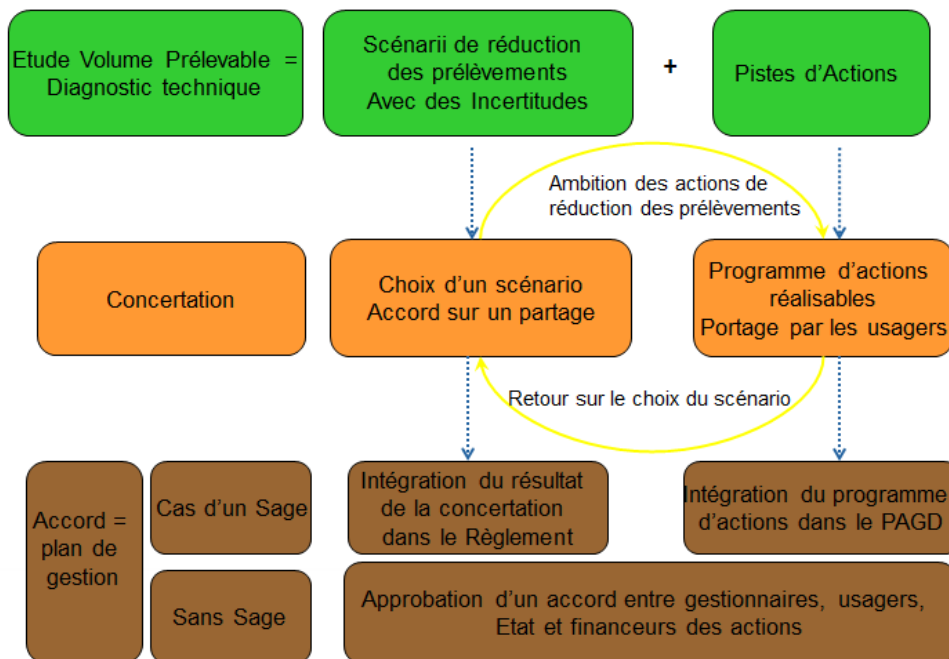 Etude Volume Prélevable =
Diagnostic technique
Scénarii de réduction
des prélèvements
Avec des Incertitudes
+
Pistes d'Actions
Ambition des actions de
réduction des prélèvements
Concertation
Choix d'un scénario
Accord sur un partage
Programme d'actions
réalisables
Portage par les usagers
Retour sur le choix du scénario
Accord =
plan de
gestion
Cas d'un Sage
Intégration du résultat
de la concertation
dans le Règlement
Intégration du programme
d'actions dans le PAGD
Sans Sage
Approbation d'un accord entre gestionnaires, usagers,
Etat et financeurs des actions